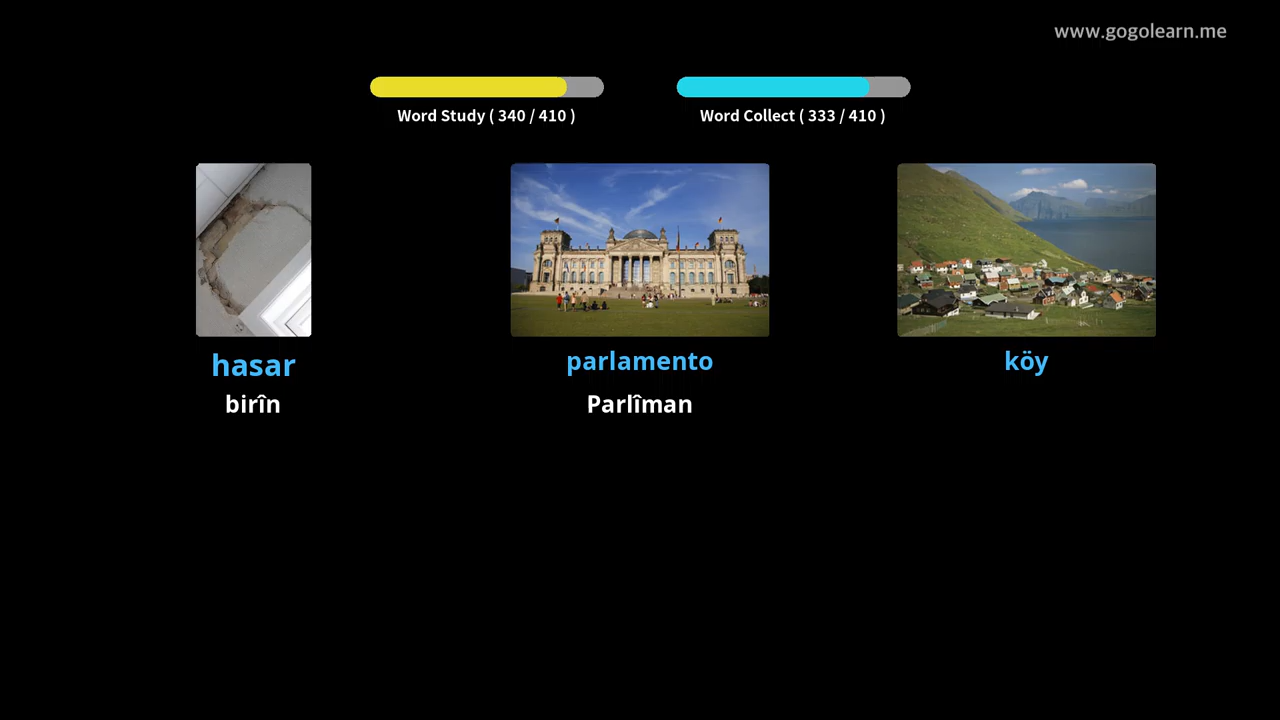 www.gogolearn.me
Word Study ( 340 / 410 )
Word Collect ( 333 / 410 )
hasar
birîn
parlamento
Parlîman
köy